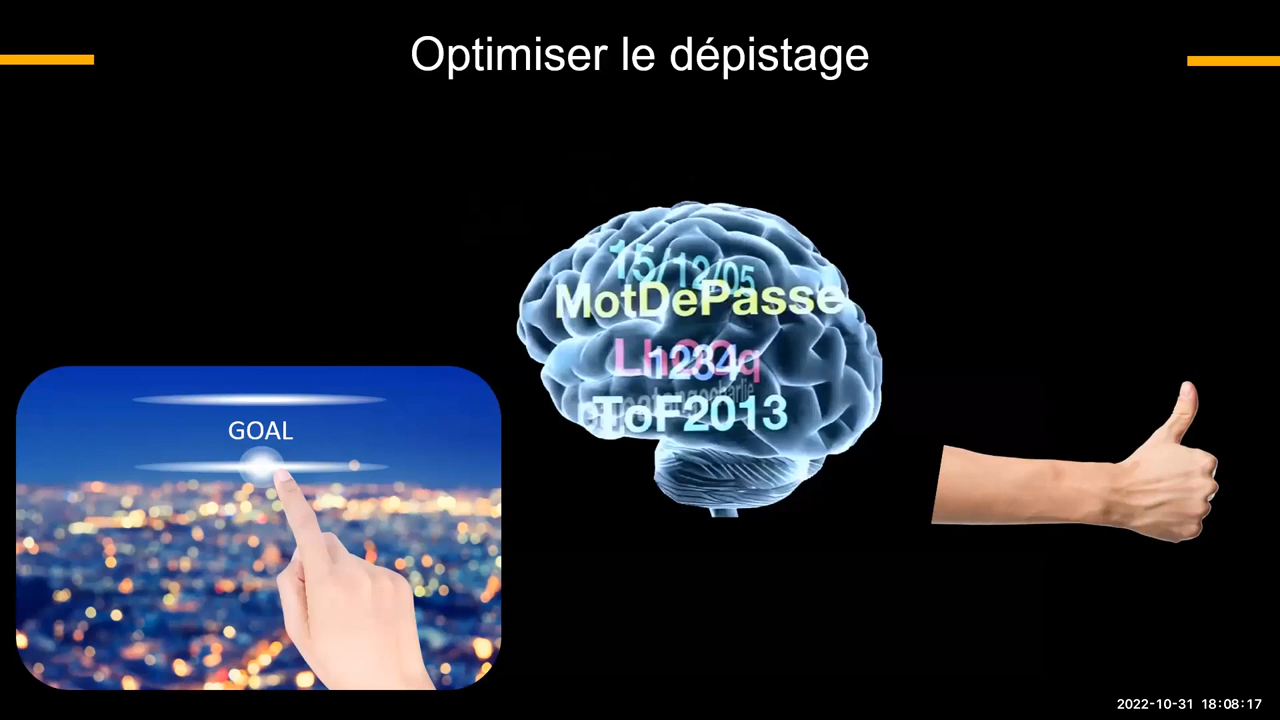 Optimiser le dépistage
15/12/05
MotDePasse
1234
ToF2013
GOAL
2022-10-31 18:08:17